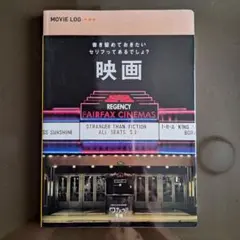 MOVIE LOG
書き留めておきたい
セリフってあるでしょ？
映画
REGENCY
FAIRFAX CINEMAS
STRANGER THAN FICTION
ALL SEATS $3
SUNSHINE